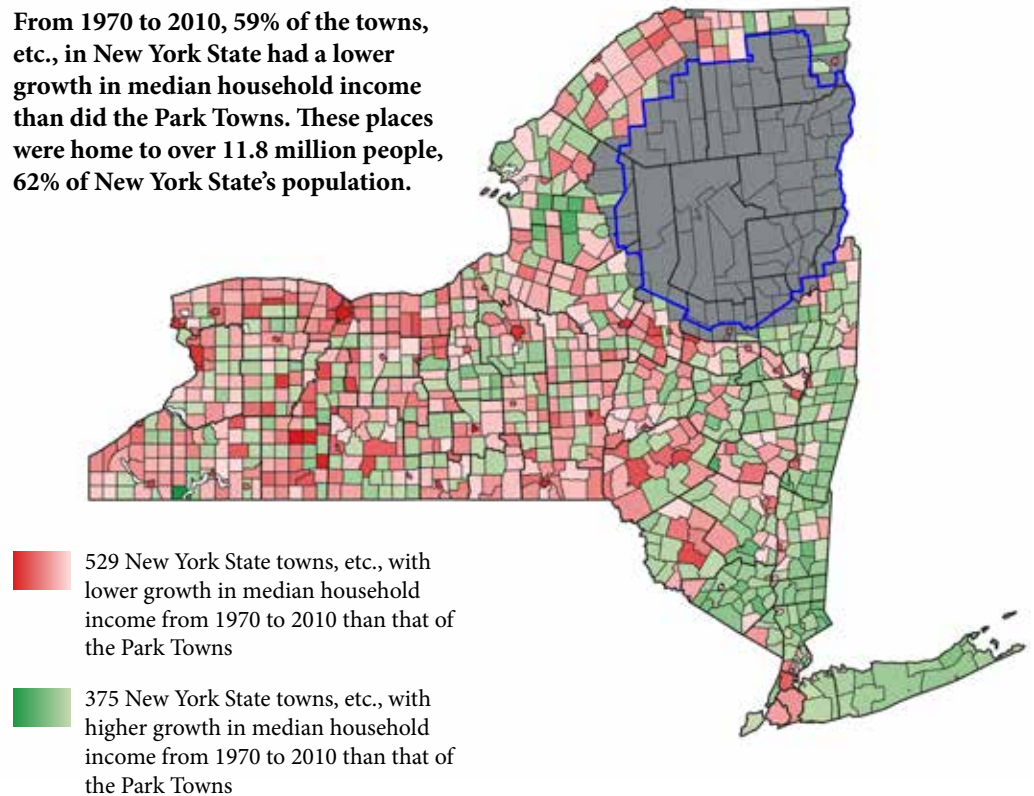 From 1970 to 2010, 59% of the towns,
etc., in New York State had a lower
growth in median household income
than did the Park Towns. These places
were home to over 11.8 million people,
62% of New York State’s population.
529 New York State towns, etc., with
lower growth in median household
income from 1970 to 2010 than that of
the Park Towns
375 New York State towns, etc., with
higher growth in median household
income from 1970 to 2010 than that of
the Park Towns